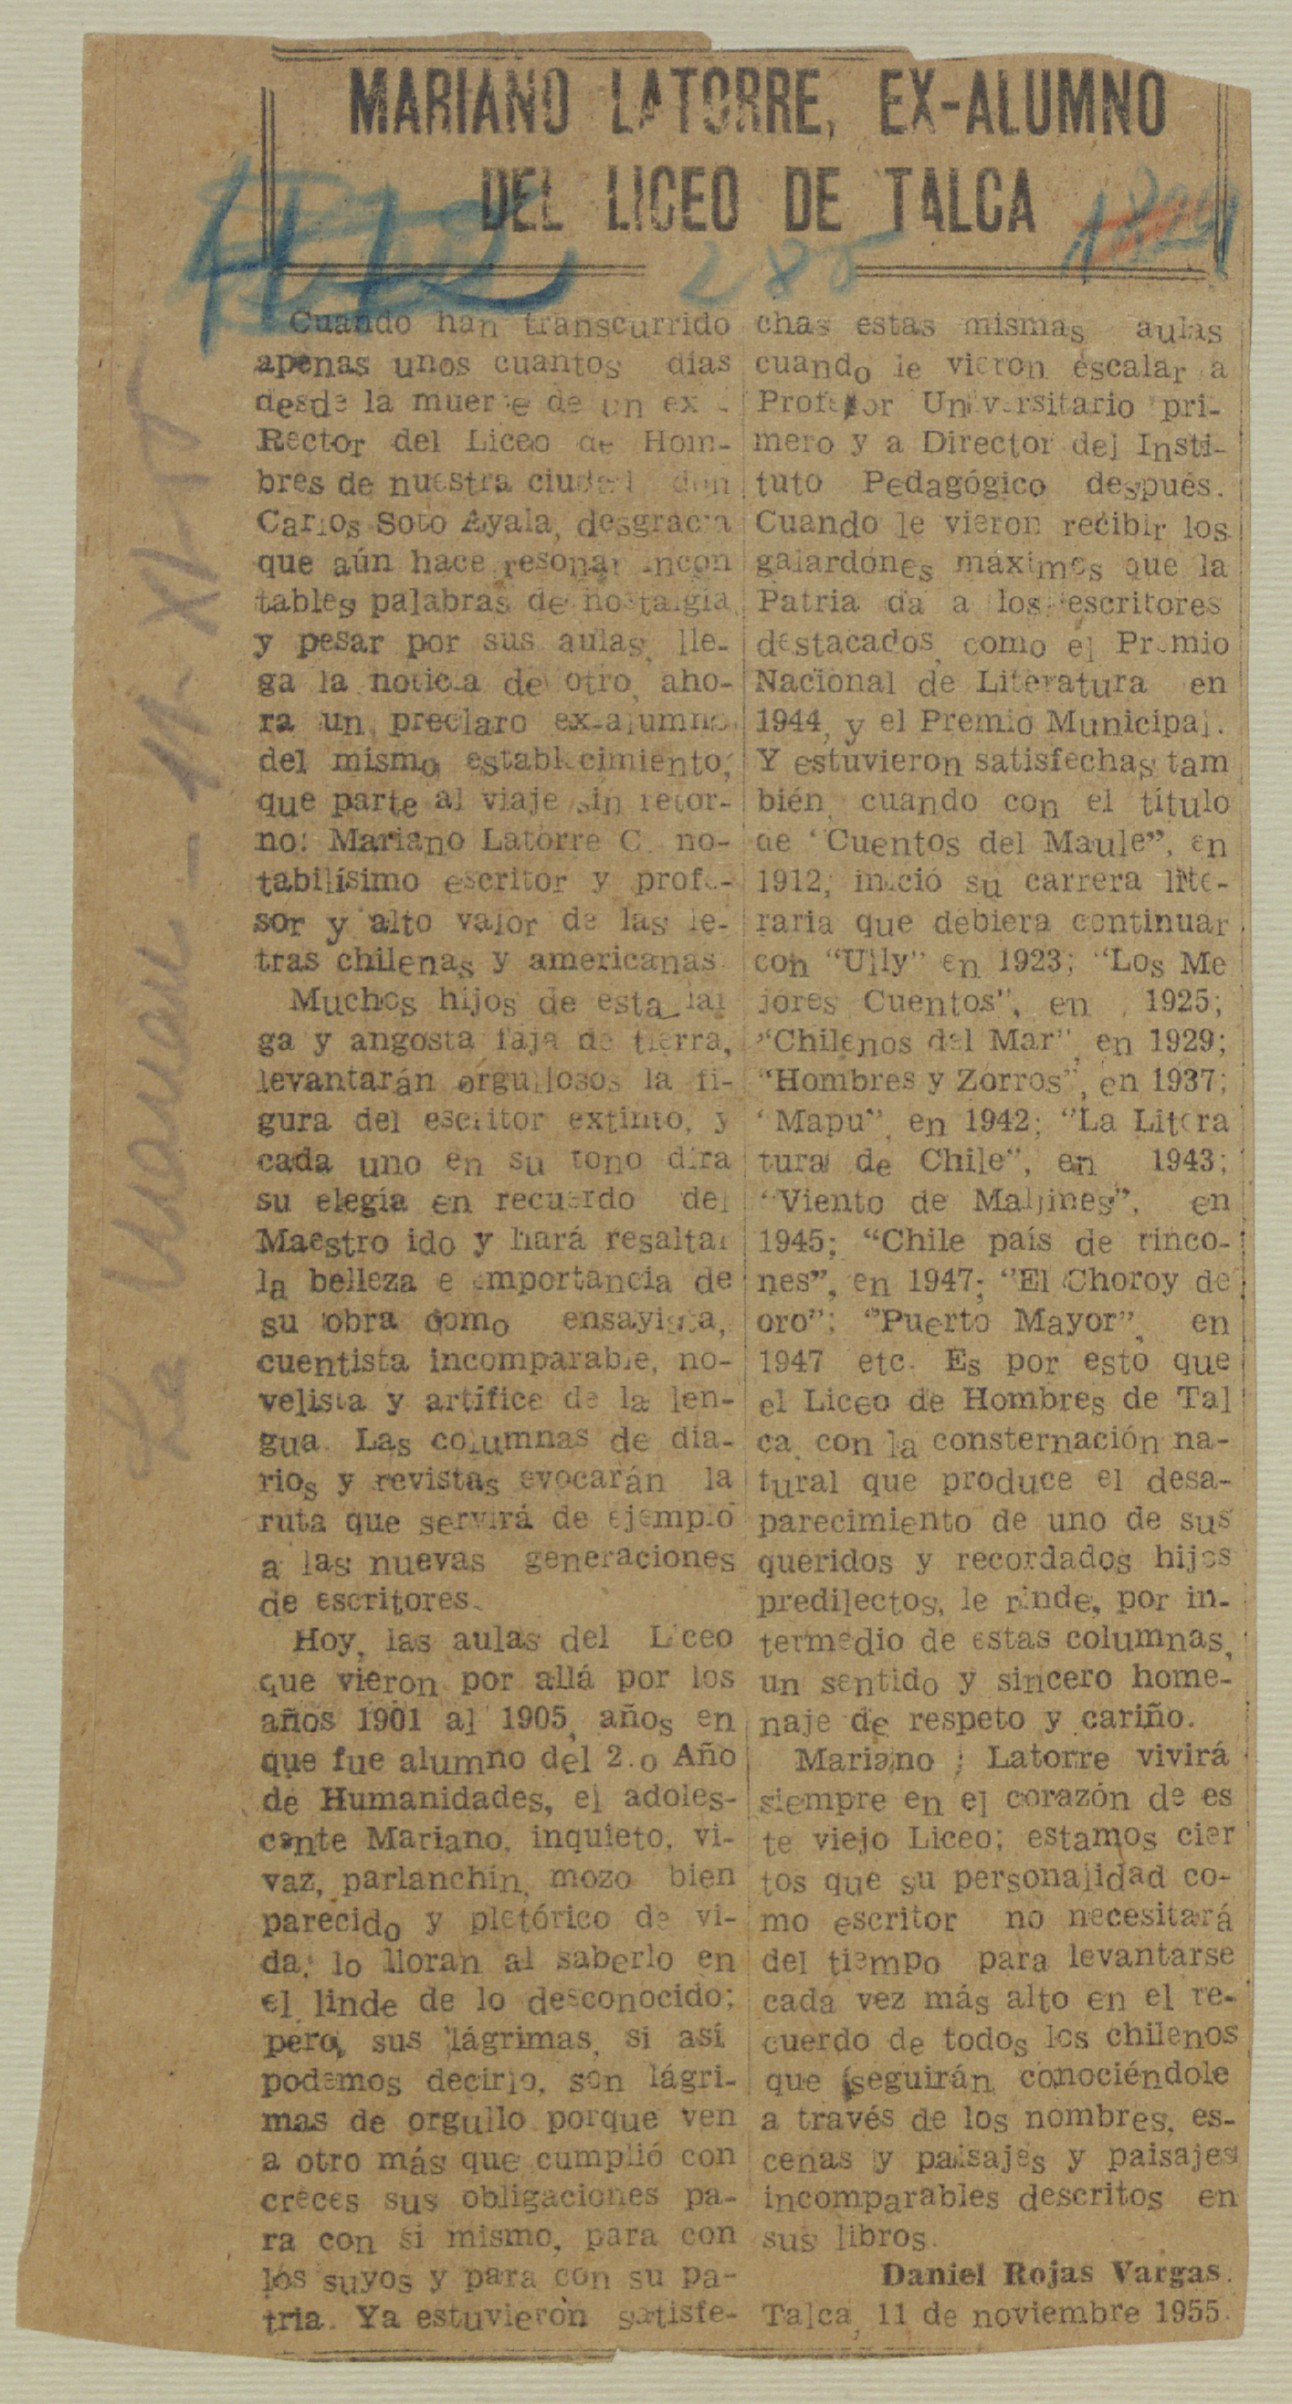 MARIANO LATORRE, EX-ALUMNO
DEL LICEO DE TALCA
285
La Mañana - 11-XI-55
Cuando han transcurrido
apenas unos cuantos días
desde la muerte de un ex -
Rector del Liceo de Hom-
bres de nuestra ciudad don
Carlos Soto Ayala, desgracia
que aún hace resonar incon
tables palabras de nostalgia
y pesar por sus aulas, lle-
ga la noticia de otro, aho-
ra un preclaro ex-alumno
del mismo establecimiento,
que parte al viaje sin retor-
no: Mariano Latorre C. no-
tabilísimo escritor y profe-
sor y alto valor de las le-
tras chilenas y americanas.
Muchos hijos de esta lar
ga y angosta faja de tierra,
levantarán orgullosos la fi-
gura del escritor extinto, y
cada uno en su tono dira
su elegía en recuerdo del
Maestro ido y hará resaltar
la belleza e importancia de
su obra como ensayista,
cuentista incomparable, no-
velista y artífice de la len-
gua. Las columnas de dia-
rios y revistas evocarán la
ruta que servirá de ejemplo
a las nuevas generaciones
de escritores.
Hoy, las aulas del Liceo
que vieron por allá por los
años 1901 al 1905, años en
que fue alumno del 2.o Año
de Humanidades, el adoles-
cente Mariano, inquieto, vi-
vaz, parlanchín, mozo bien
parecido y pletórico de vi-
da; lo lloran al saberlo en
el linde de lo desconocido;
pero, sus lágrimas, si así
podemos decirlo, son lágri-
mas de orgullo porque ven
a otro más que cumplió con
creces sus obligaciones pa-
ra con si mismo, para con
los suyos y para con su pa-
tria. Ya estuvieron satisfe-
chas estas mismas aulas
cuando le vieron escalar a
Profesor Universitario pri-
mero y a Director del Insti-
tuto Pedagógico después.
Cuando le vieron recibir los
galardones máximos que la
Patria da a los escritores
destacados, como el Premio
Nacional de Literatura en
1944, y el Premio Municipal.
Y estuvieron satisfechas tam
bién cuando con el título
de "Cuentos del Maule", en
1912, inició su carrera lite-
raria que debiera continuar
con "Ully" en 1923; "Los Me
jores Cuentos", en 1925;
"Chilenos del Mar", en 1929;
"Hombres y Zorros", en 1937;
"Mapu", en 1942; "La Litera
tura de Chile", en 1943;
"Viento de Mallines", en
1945; "Chile país de rinco-
nes", en 1947; "El Choroy de
oro"; "Puerto Mayor", en
1947 etc. Es por esto que
el Liceo de Hombres de Tal
ca, con la consternación na-
tural que produce el desa-
parecimiento de uno de sus
queridos y recordados hijos
predilectos, le rinde, por in-
termedio de estas columnas,
un sentido y sincero home-
naje de respeto y cariño.
Mariano Latorre vivirá
siempre en el corazón de es
te viejo Liceo; estamos cier
tos que su personalidad co-
mo escritor no necesitará
del tiempo para levantarse
cada vez más alto en el re-
cuerdo de todos los chilenos
que seguirán conociéndole
a través de los nombres, es-
cenas y paisajes y paisajes
incomparables descritos en
sus libros.
Daniel Rojas Vargas.
Talca, 11 de noviembre 1955.